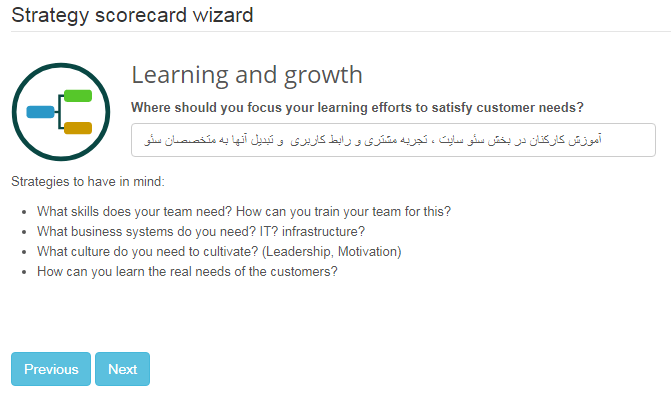 Strategy scorecard wizard
Learning and growth
Where should you focus your learning efforts to satisfy customer needs?
آموزش کارکنان در بخش سئو سایت ، تجربه مشتری و رابط کاربری  و تبدیل آنها به متخصصان سئو
Strategies to have in mind:
What skills does your team need? How can you train your team for this?
What business systems do you need? IT? infrastructure?
What culture do you need to cultivate? (Leadership, Motivation)
How can you learn the real needs of the customers?
Previous Next